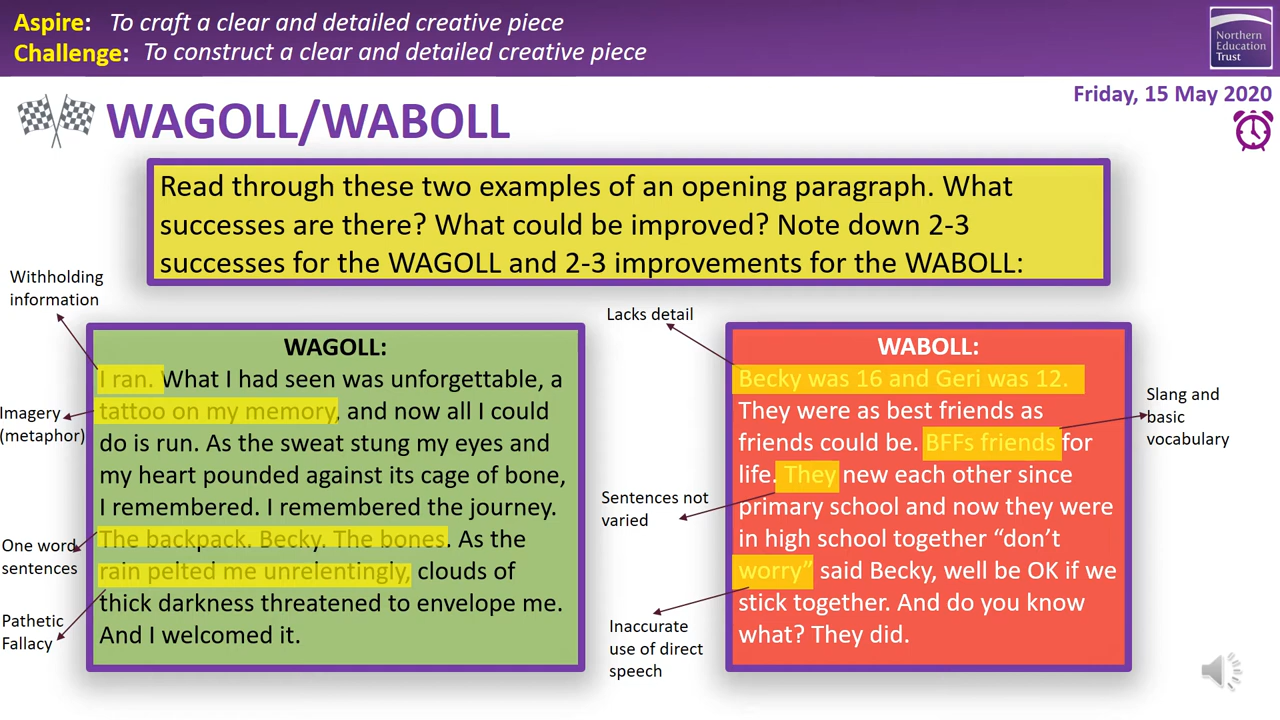 Aspire: To craft a clear and detailed creative piece
Challenge: To construct a clear and detailed creative piece
Northern
Education
Trust
Friday, 15 May 2020
WAGOLL/WABOLL
Read through these two examples of an opening paragraph. What
successes are there? What could be improved? Note down 2-3
successes for the WAGOLL and 2-3 improvements for the WABOLL:
Withholding
information
Imagery
(metaphor)
One word
sentences
Pathetic
Fallacy
WAGOLL:
I ran. What I had seen was unforgettable, a
tattoo on my memory, and now all I could
do is run. As the sweat stung my eyes and
my heart pounded against its cage of bone,
I remembered. I remembered the journey.
The backpack. Becky. The bones. As the
rain pelted me unrelentingly, clouds of
thick darkness threatened to envelope me.
And I welcomed it.
Lacks detail
Sentences not
varied
Inaccurate
use of direct
speech
WABOLL:
Becky was 16 and Geri was 12.
They were as best friends as
friends could be. BFFs friends for
life. They new each other since
primary school and now they were
in high school together “don’t
worry” said Becky, well be OK if we
stick together. And do you know
what? They did.
Slang and
basic
vocabulary